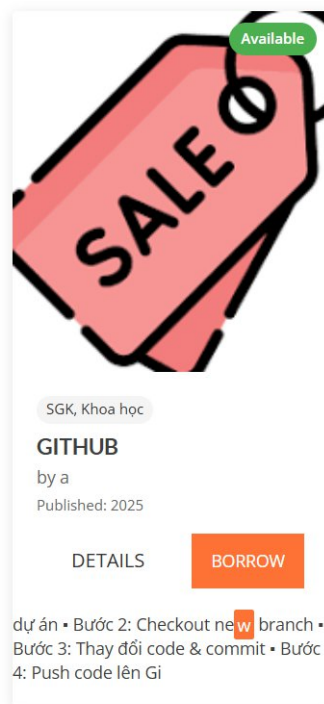 Available
SALE
SGK, Khoa học
GITHUB
by a
Published: 2025
DETAILS
BORROW
dự án ▪ Bước 2: Checkout new branch ▪
Bước 3: Thay đổi code & commit ▪ Bước
4: Push code lên Gi